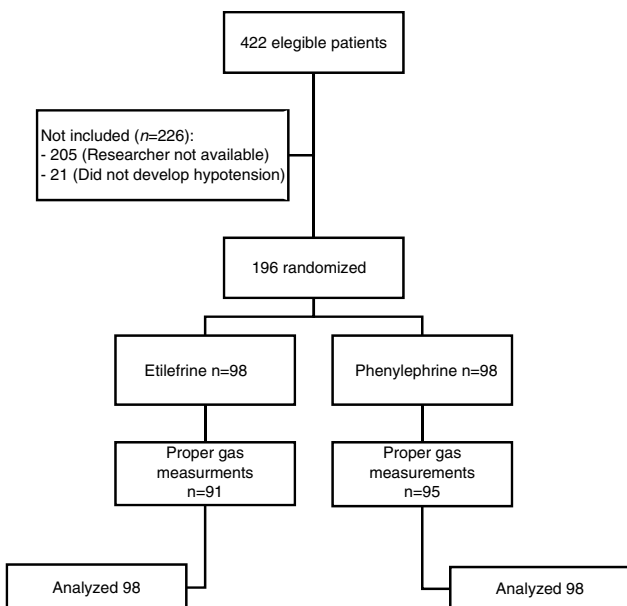 422 elegible patients
Not included (n=226):
- 205 (Researcher not available)
- 21 (Did not develop hypotension)
196 randomized
Etilefrine n=98
Phenylephrine n=98
Proper gas
measurments
n=91
Proper gas
measurements
n=95
Analyzed 98
Analyzed 98